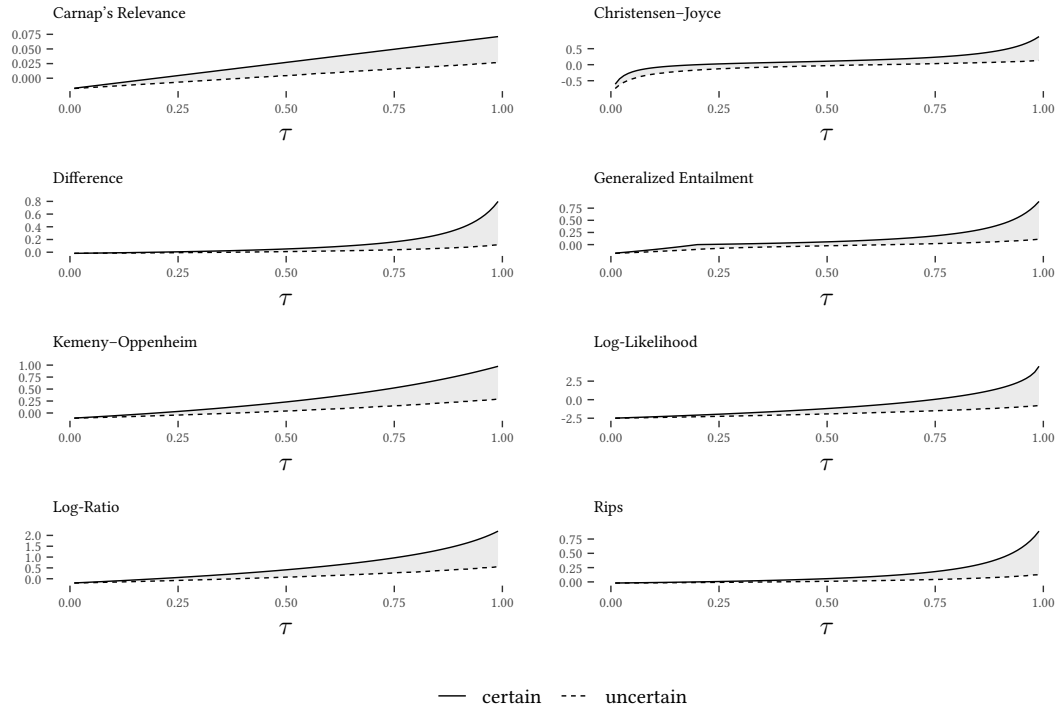 Carnap's Relevance
0.075
0.050
0.025
0.000
0.00 0.25 0.50 0.75 1.00
τ
Christensen−Joyce
0.5
0.0
-0.5
0.00 0.25 0.50 0.75 1.00
τ
Difference
0.8
0.6
0.4
0.2
0.0
0.00 0.25 0.50 0.75 1.00
τ
Generalized Entailment
0.75
0.50
0.25
0.00
0.00 0.25 0.50 0.75 1.00
τ
Kemeny−Oppenheim
1.00
0.75
0.50
0.25
0.00
0.00 0.25 0.50 0.75 1.00
τ
Log-Likelihood
2.5
0.0
-2.5
0.00 0.25 0.50 0.75 1.00
τ
Log-Ratio
2.0
1.5
1.0
0.5
0.0
0.00 0.25 0.50 0.75 1.00
τ
Rips
0.75
0.50
0.25
0.00
0.00 0.25 0.50 0.75 1.00
τ
certain uncertain